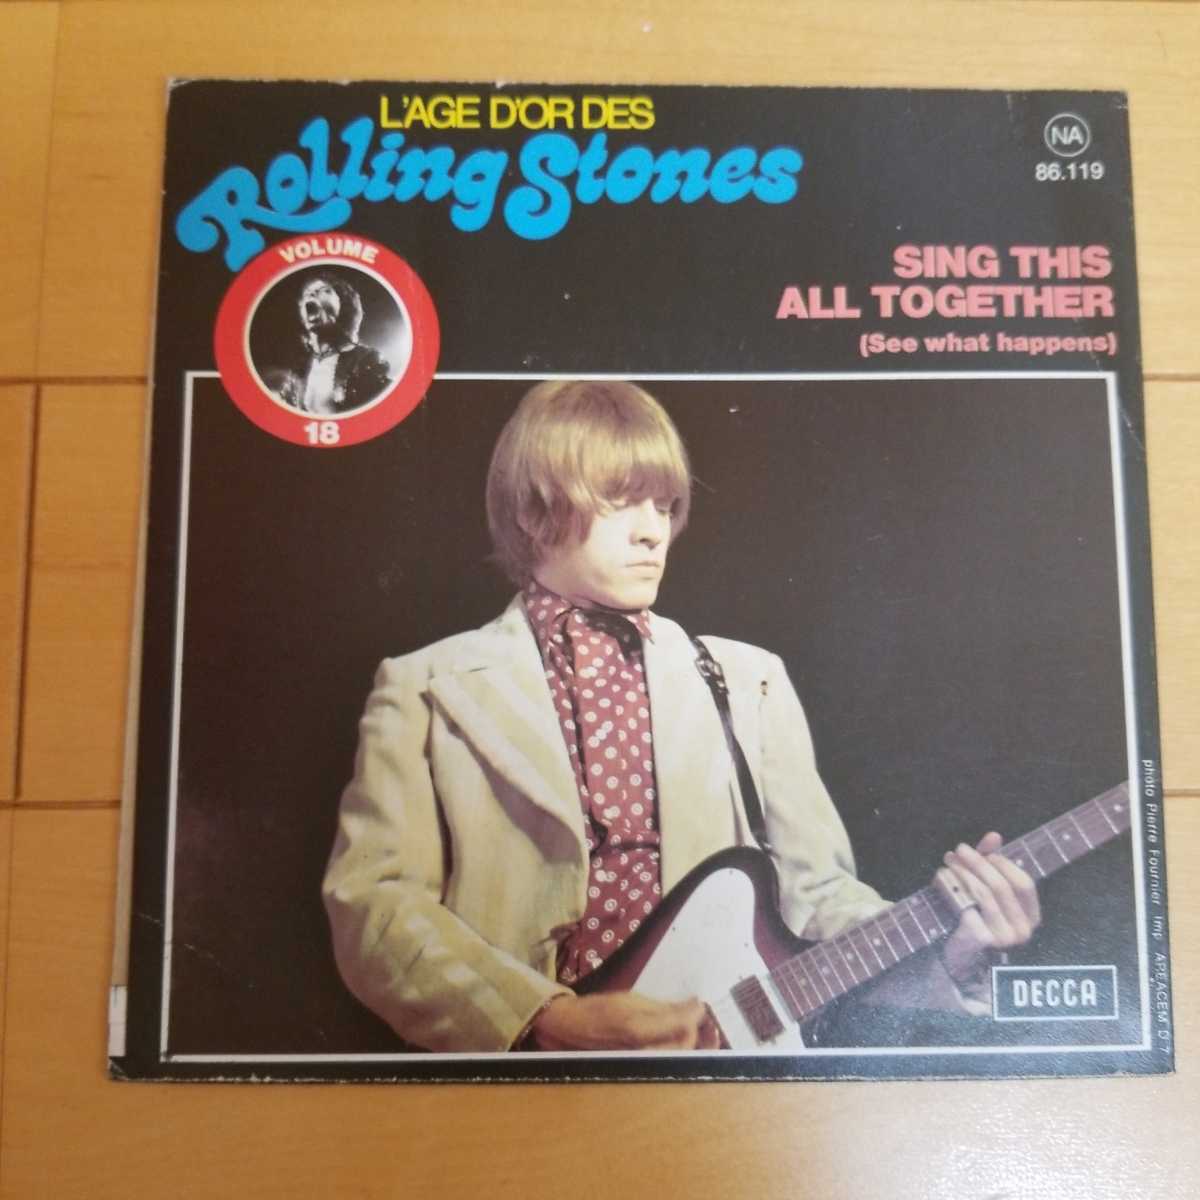 L'AGE D'OR DES
Rolling Stones
NA
86.119
VOLUME
18
SING THIS
ALL TOGETHER
(See what happens)
DECCA
photo Pierre Fournier Imp APEACEM D 7